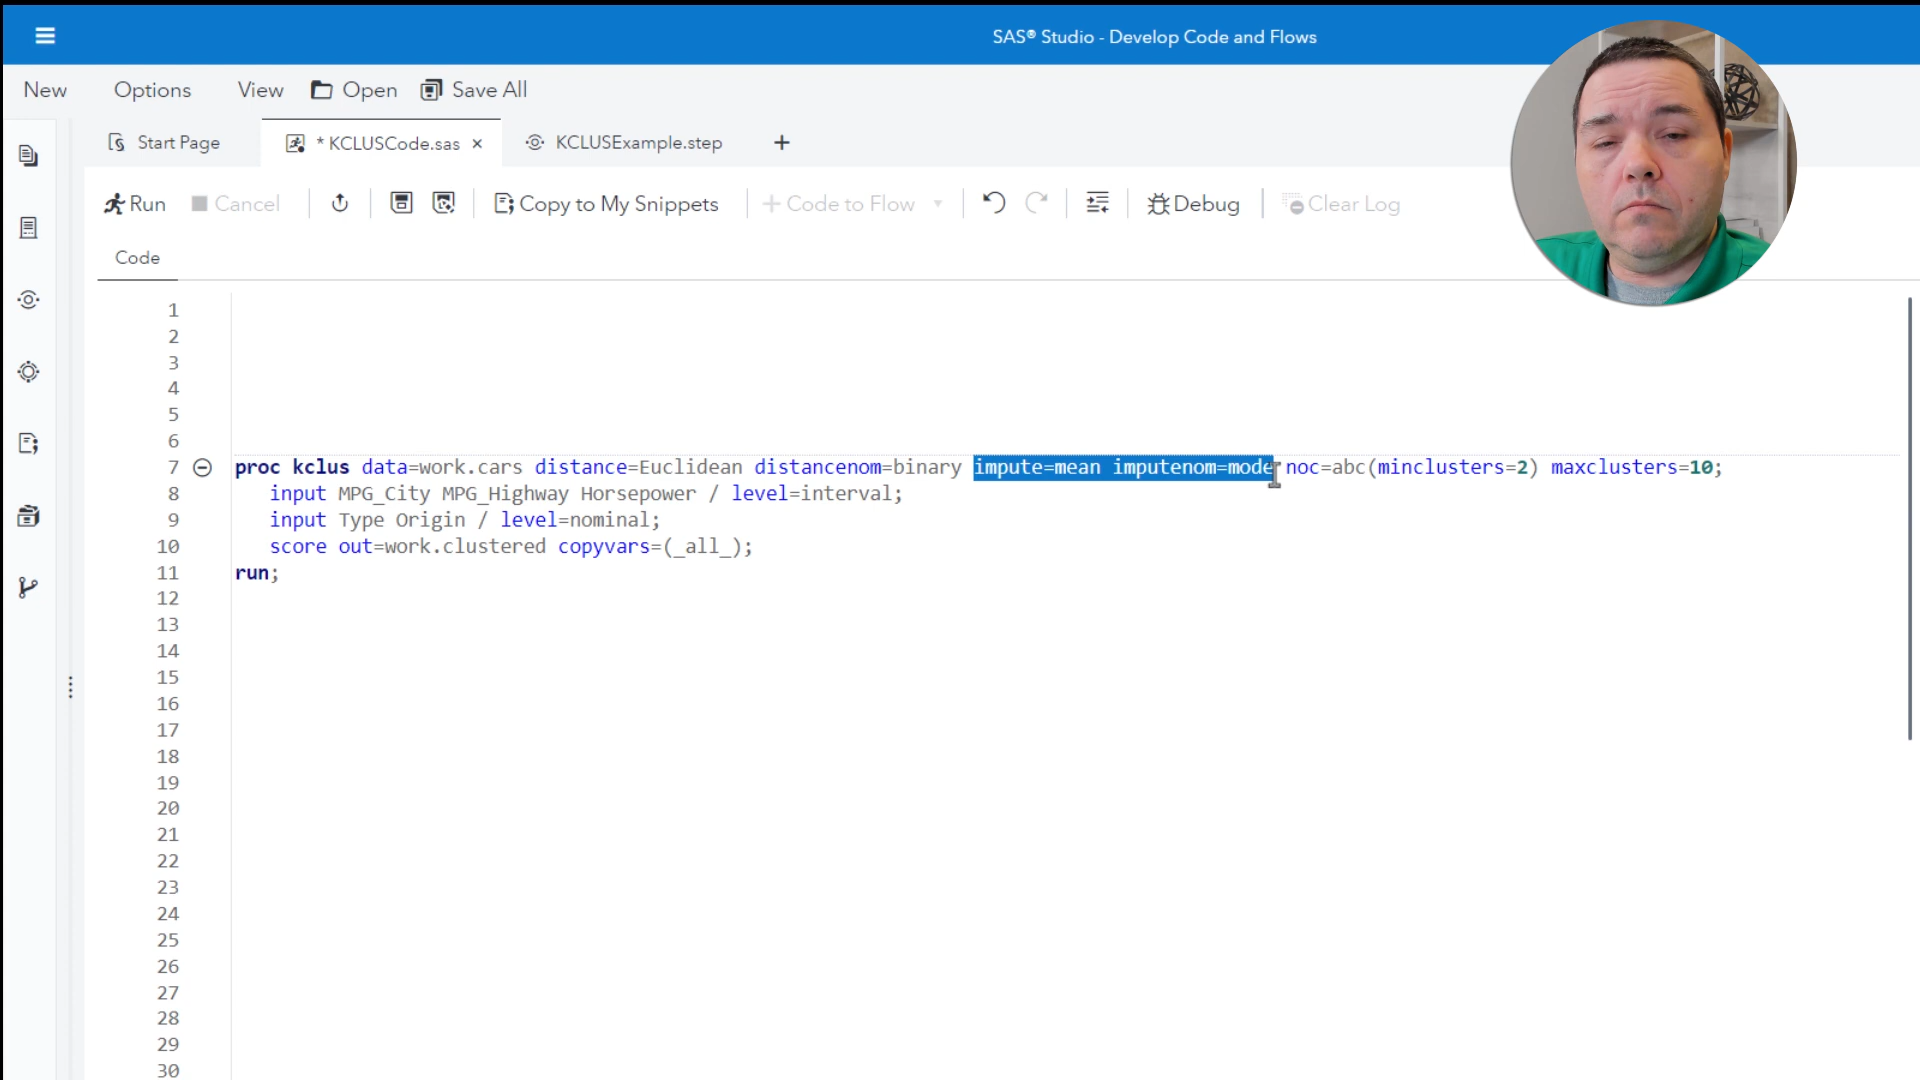 SAS® Studio - Develop Code and Flows
New Options View Open Save All
Start Page * KCLUSCode.sas × KCLUSExample.step +
Run Cancel Copy to My Snippets + Code to Flow Debug Clear Log
Code
1
2
3
4
5
6
7 proc kclus data=work.cars distance=Euclidean distancenom=binary impute=mean imputenom=mode noc=abc(minclusters=2) maxclusters=10;
8 input MPG_City MPG_Highway Horsepower / level=interval;
9 input Type Origin / level=nominal;
10 score out=work.clustered copyvars=(_all_);
11 run;
12
13
14
15
16
17
18
19
20
21
22
23
24
25
26
27
28
29
30